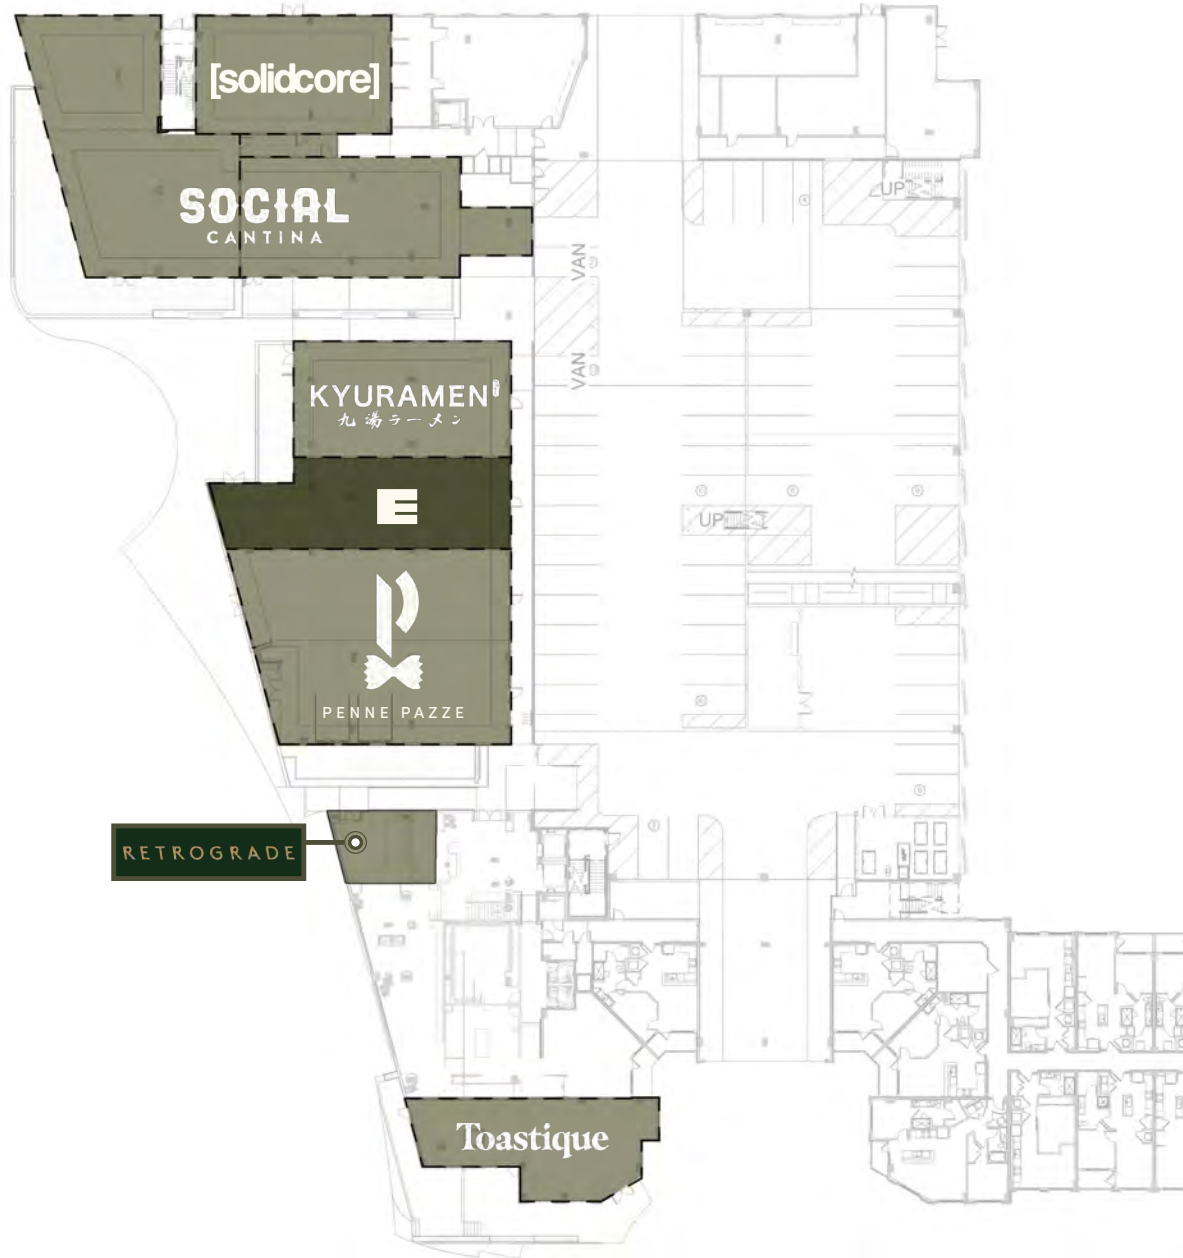 [solidcore]
SOCIAL
CANTINA
UP
VAN
VAN
KYURAMEN
九湯ラーメン
E
UP
P
PENNE PAZZE
RETROGRADE
Toastique